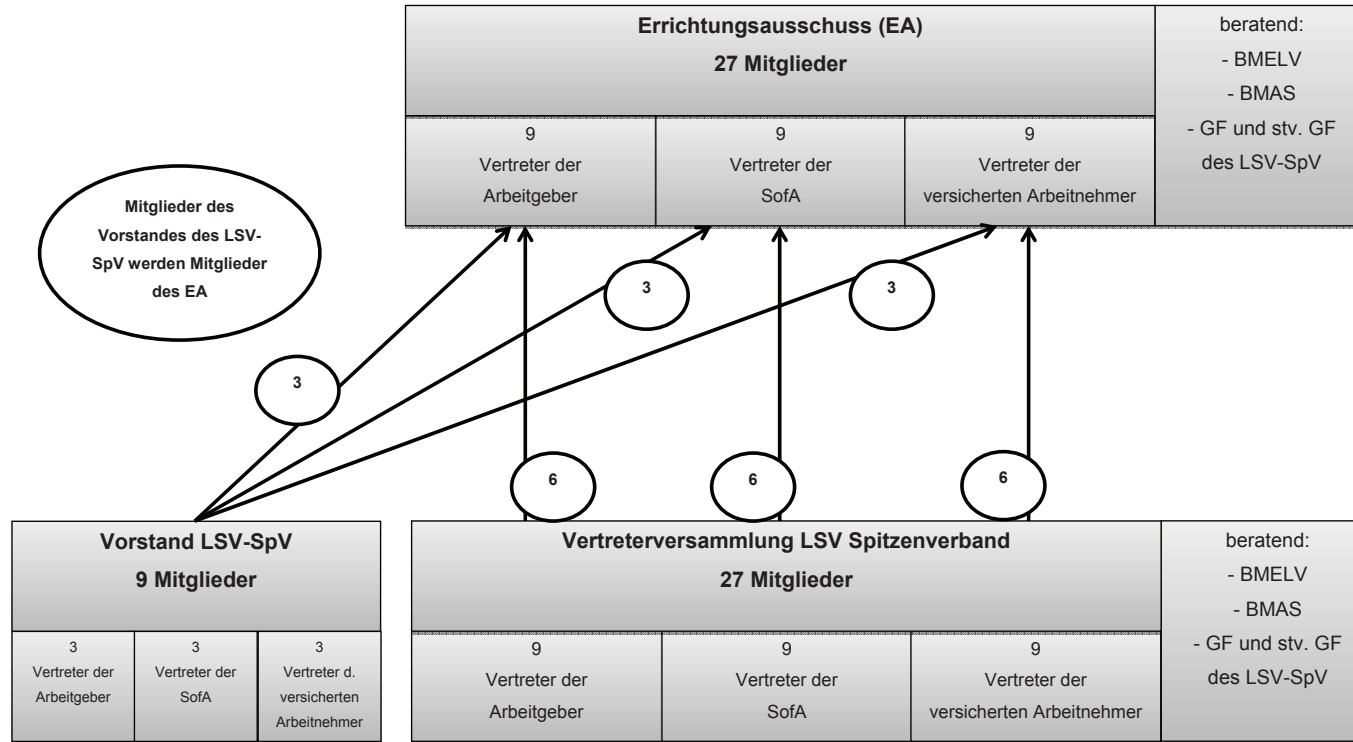 Errichtungsausschuss (EA)
27 Mitglieder
9
Vertreter der
Arbeitgeber
9
Vertreter der
SofA
9
Vertreter der
versicherten Arbeitnehmer
beratend:
- BMELV
- BMAS
- GF und stv. GF
des LSV-SpV
Mitglieder des
Vorstandes des LSV-
SpV werden Mitglieder
des EA
3
3
3
6
6
6
Vorstand LSV-SpV
9 Mitglieder
3
Vertreter der
Arbeitgeber
3
Vertreter der
SofA
3
Vertreter d.
versicherten
Arbeitnehmer
Vertreterversammlung LSV Spitzenverband
27 Mitglieder
9
Vertreter der
Arbeitgeber
9
Vertreter der
SofA
9
Vertreter der
versicherten Arbeitnehmer
beratend:
- BMELV
- BMAS
- GF und stv. GF
des LSV-SpV